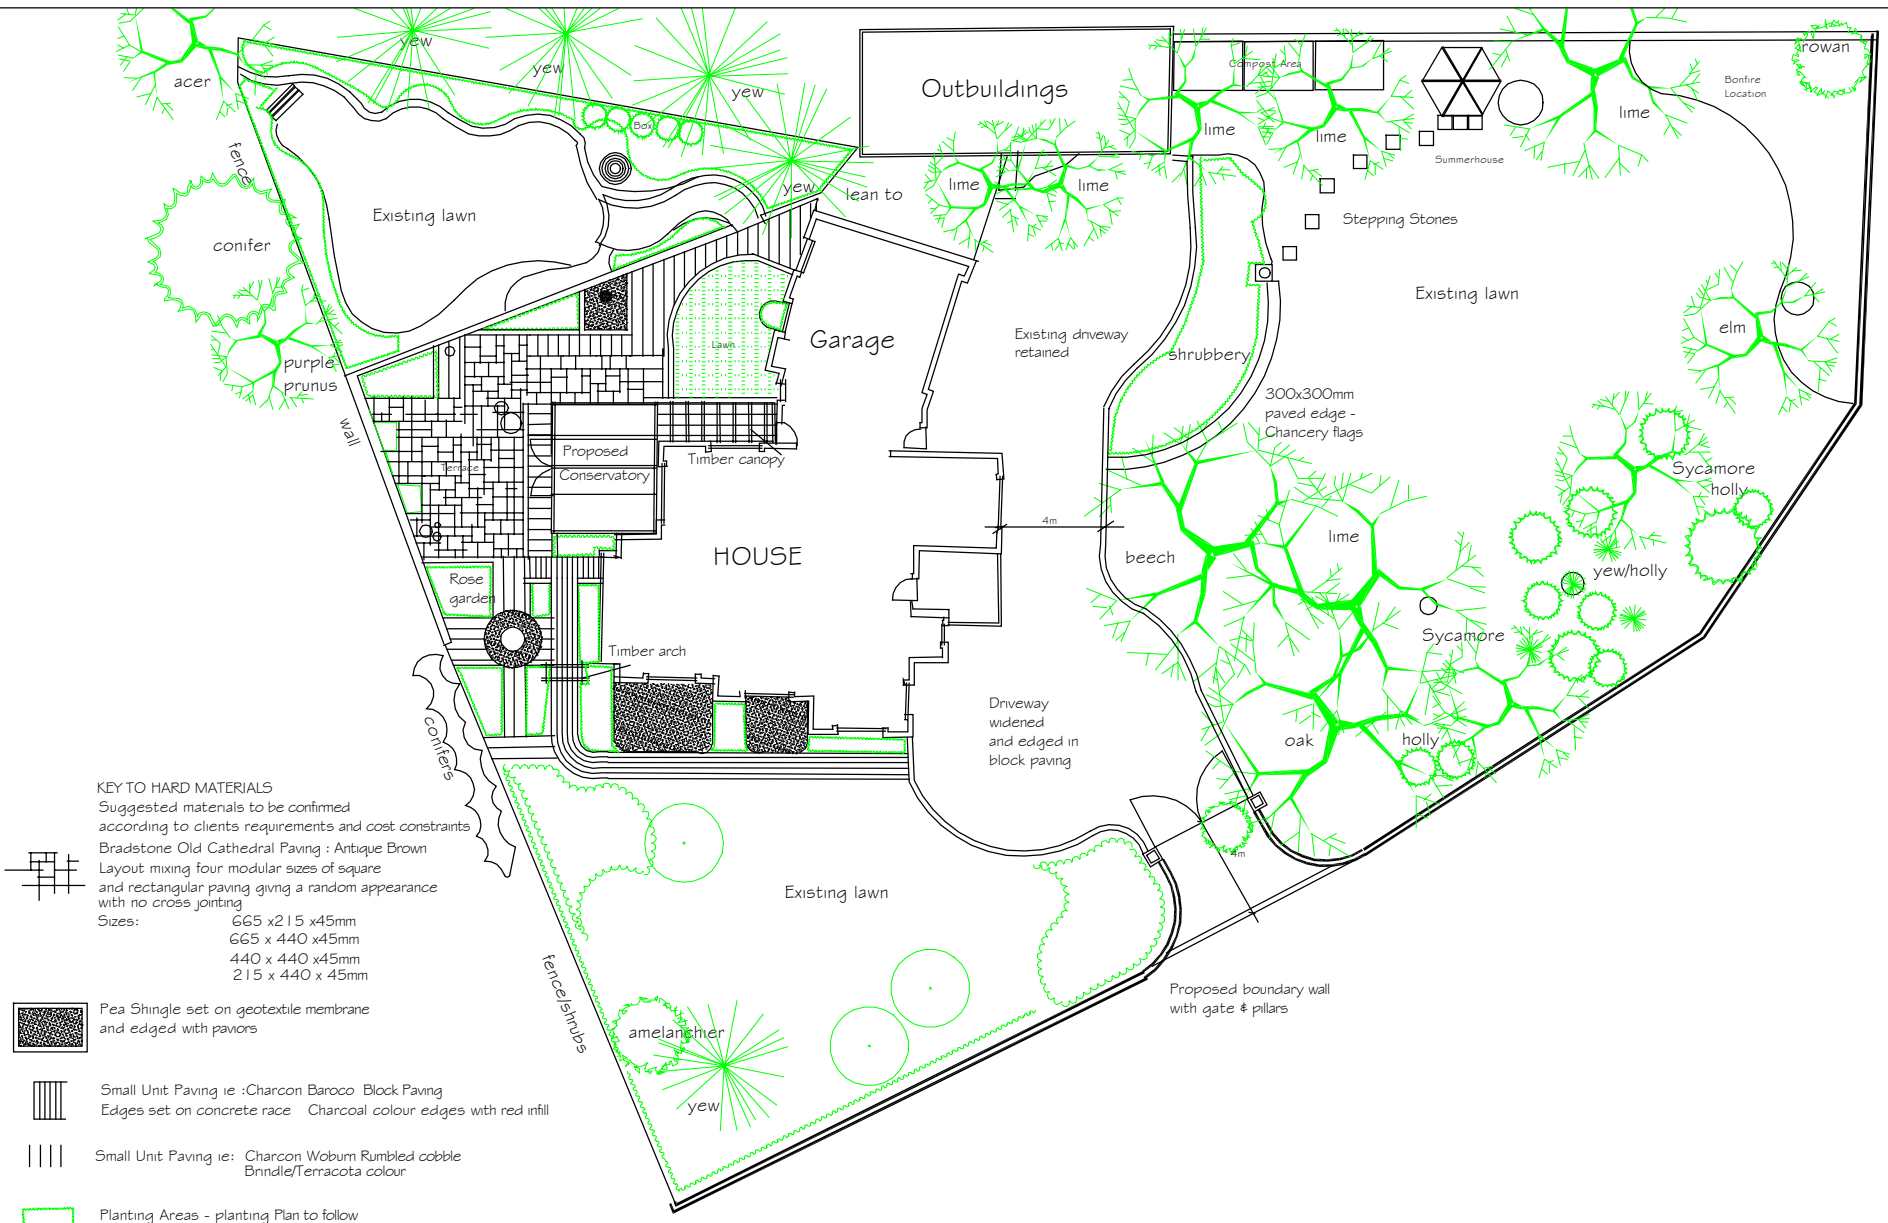 yew
yew
acer
yew
Box
yew
fence
Existing lawn
conifer
purple
prunus
wall
Outbuildings
Compost Area
lime
lime
lime
rowan
Bonfire
Location
Summerhouse
lime
lime
lean to
Stepping Stones
Existing lawn
elm
Garage
Lawn
Existing driveway
retained
shrubbery
300x300mm
paved edge -
Chancery flags
Timber canopy
Proposed
Conservatory
Terrace
HOUSE
4m
beech
lime
Sycamore
holly
yew/holly
Sycamore
Rose
garden
Timber arch
Driveway
widened
and edged in
block paving
oak
holly
conifers
4m
Existing lawn
fence/shrubs
amelanchier
yew
Proposed boundary wall
with gate & pillars
KEY TO HARD MATERIALS
Suggested materials to be confirmed
according to clients requirements and cost constraints
Bradstone Old Cathedral Paving : Antique Brown
Layout mixing four modular sizes of square
and rectangular paving givng a random appearance
with no cross jointing
Sizes: 665 x215 x45mm
665 x 440 x45mm
440 x 440 x45mm
215 x 440 x 45mm
Pea Shingle set on geotextile membrane
and edged with paviors
Small Unit Paving ie :Charcon Baroco Block Paving
Edges set on concrete race Charcoal colour edges with red infill
Small Unit Paving ie: Charcon Woburn Rumbled cobble
Brindle/Terracota colour
Planting Areas - planting Plan to follow